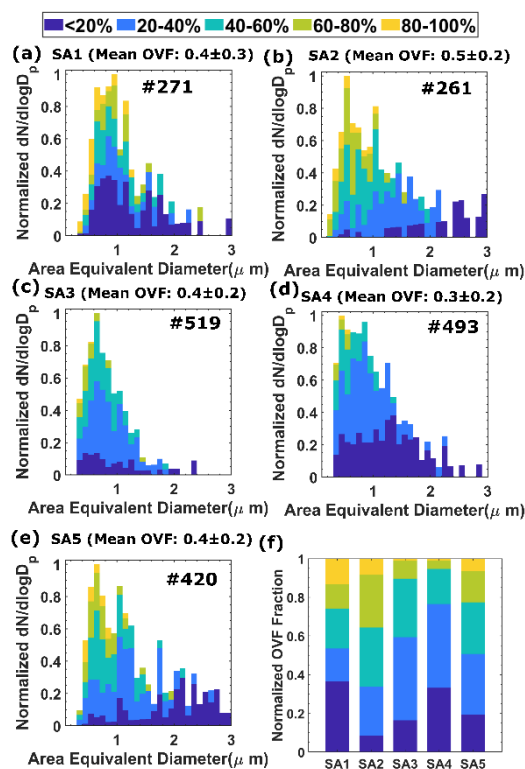 <20% 20-40% 40-60% 60-80% 80-100%
(a) SA1 (Mean OVF: 0.4±0.3)
#271
Normalized dN/dlogDp
1
0.8
0.6
0.4
0.2
0
1 2 3
Area Equivalent Diameter(μ m)
(b) SA2 (Mean OVF: 0.5±0.2)
#261
Normalized dN/dlogDp
1
0.8
0.6
0.4
0.2
0
1 2 3
Area Equivalent Diameter(μ m)
(c) SA3 (Mean OVF: 0.4±0.2)
#519
Normalized dN/dlogDp
1
0.8
0.6
0.4
0.2
0
1 2 3
Area Equivalent Diameter(μ m)
(d) SA4 (Mean OVF: 0.3±0.2)
#493
Normalized dN/dlogDp
1
0.8
0.6
0.4
0.2
0
1 2 3
Area Equivalent Diameter(μ m)
(e) SA5 (Mean OVF: 0.4±0.2)
#420
Normalized dN/dlogDp
1
0.8
0.6
0.4
0.2
0
1 2 3
Area Equivalent Diameter(μ m)
(f)
Normalized OVF Fraction
1
0.8
0.6
0.4
0.2
0
SA1 SA2 SA3 SA4 SA5